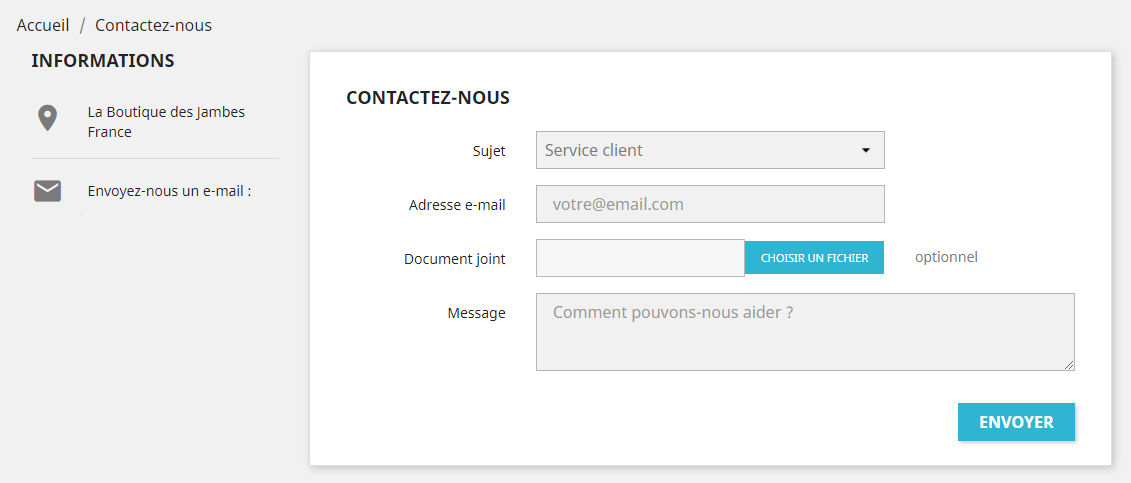 Accueil / Contactez-nous
INFORMATIONS
La Boutique des Jambes
France
Envoyez-nous un e-mail :
CONTACTEZ-NOUS
Sujet
Service client
Adresse e-mail
votre@email.com
Document joint
CHOISIR UN FICHIER
optionnel
Message
Comment pouvons-nous aider ?
ENVOYER